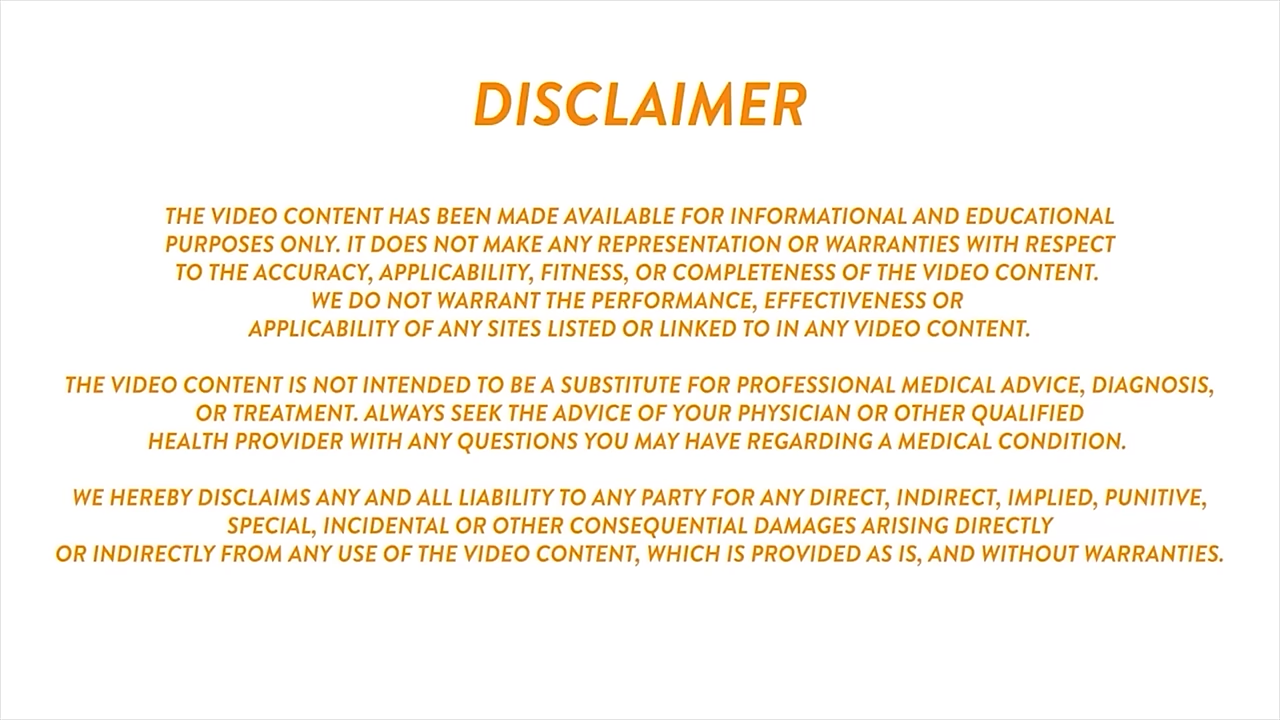 DISCLAIMER
THE VIDEO CONTENT HAS BEEN MADE AVAILABLE FOR INFORMATIONAL AND EDUCATIONAL
PURPOSES ONLY. IT DOES NOT MAKE ANY REPRESENTATION OR WARRANTIES WITH RESPECT
TO THE ACCURACY, APPLICABILITY, FITNESS, OR COMPLETENESS OF THE VIDEO CONTENT.
WE DO NOT WARRANT THE PERFORMANCE, EFFECTIVENESS OR
APPLICABILITY OF ANY SITES LISTED OR LINKED TO IN ANY VIDEO CONTENT.
THE VIDEO CONTENT IS NOT INTENDED TO BE A SUBSTITUTE FOR PROFESSIONAL MEDICAL ADVICE, DIAGNOSIS,
OR TREATMENT. ALWAYS SEEK THE ADVICE OF YOUR PHYSICIAN OR OTHER QUALIFIED
HEALTH PROVIDER WITH ANY QUESTIONS YOU MAY HAVE REGARDING A MEDICAL CONDITION.
WE HEREBY DISCLAIMS ANY AND ALL LIABILITY TO ANY PARTY FOR ANY DIRECT, INDIRECT, IMPLIED, PUNITIVE,
SPECIAL, INCIDENTAL OR OTHER CONSEQUENTIAL DAMAGES ARISING DIRECTLY
OR INDIRECTLY FROM ANY USE OF THE VIDEO CONTENT, WHICH IS PROVIDED AS IS, AND WITHOUT WARRANTIES.